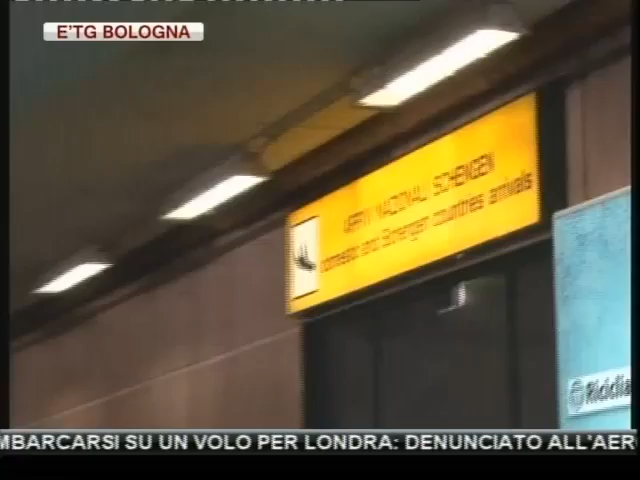 E'TG BOLOGNA
ARRIVI NAZIONALI SCHENGEN
domestic and Schengen countries arrivals
MBARCARSI SU UN VOLO PER LONDRA: DENUNCIATO ALL'AER